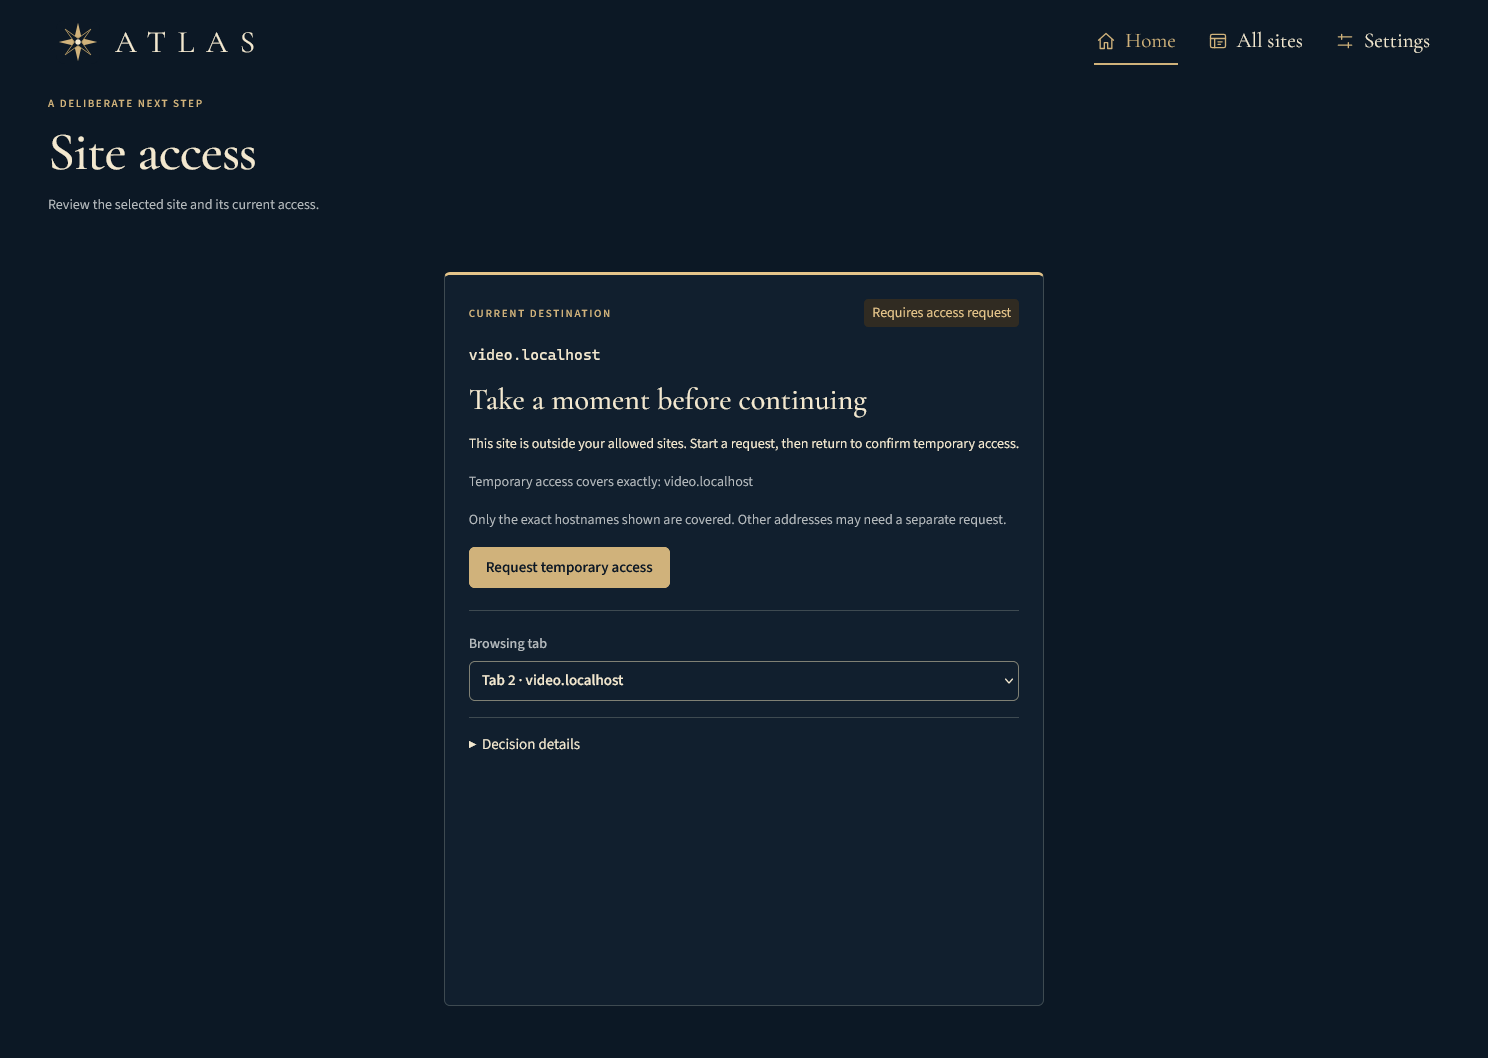 ATLAS
Home
All sites
Settings
A DELIBERATE NEXT STEP
Site access
Review the selected site and its current access.
CURRENT DESTINATION
Requires access request
video.localhost
Take a moment before continuing
This site is outside your allowed sites. Start a request, then return to confirm temporary access.
Temporary access covers exactly: video.localhost
Only the exact hostnames shown are covered. Other addresses may need a separate request.
Request temporary access
Browsing tab
Tab 2 · video.localhost
Decision details